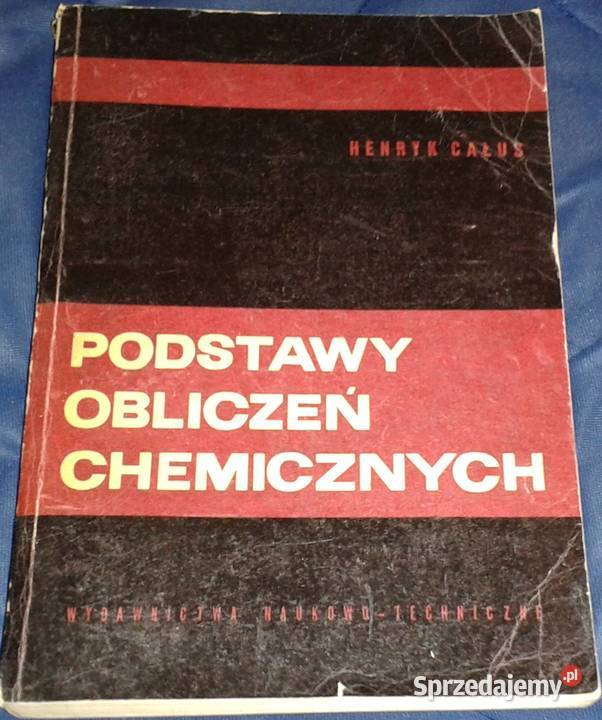 HENRYK CAŁUS
PODSTAWY
OBLICZEŃ
CHEMICZNYCH
WYDAWNICTWA NAUKOWO-TECHNICZNE
Sprzedajemy.pl